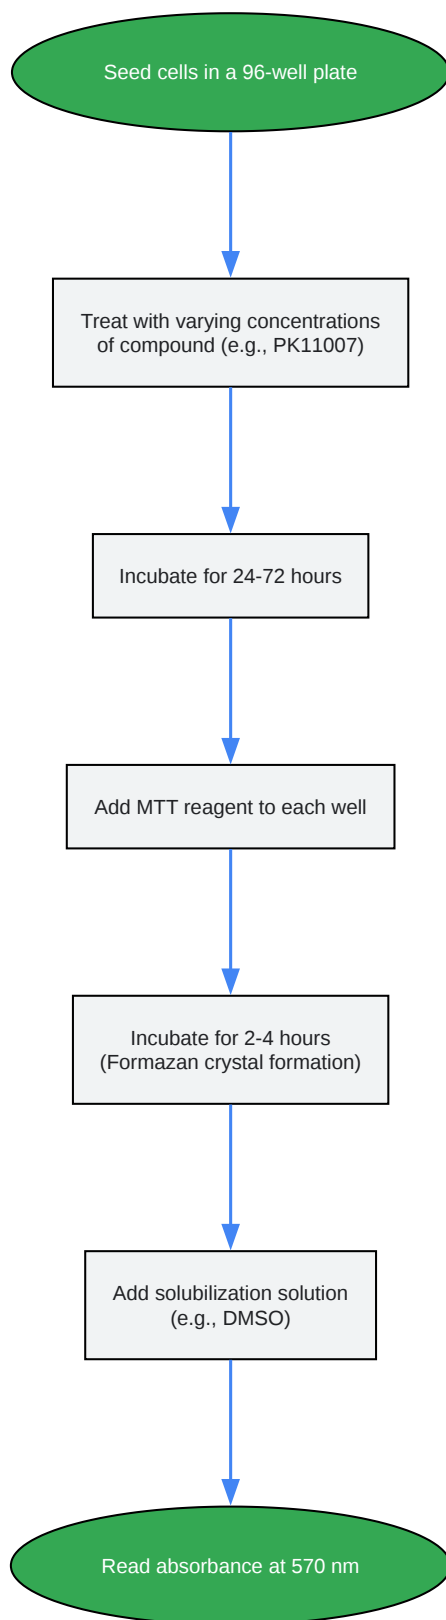 Seed cells in a 96-well plate
Treat with varying concentrations
of compound (e.g., PK11007)
Incubate for 24-72 hours
Add MTT reagent to each well
Incubate for 2-4 hours
(Formazan crystal formation)
Add solubilization solution
(e.g., DMSO)
Read absorbance at 570 nm